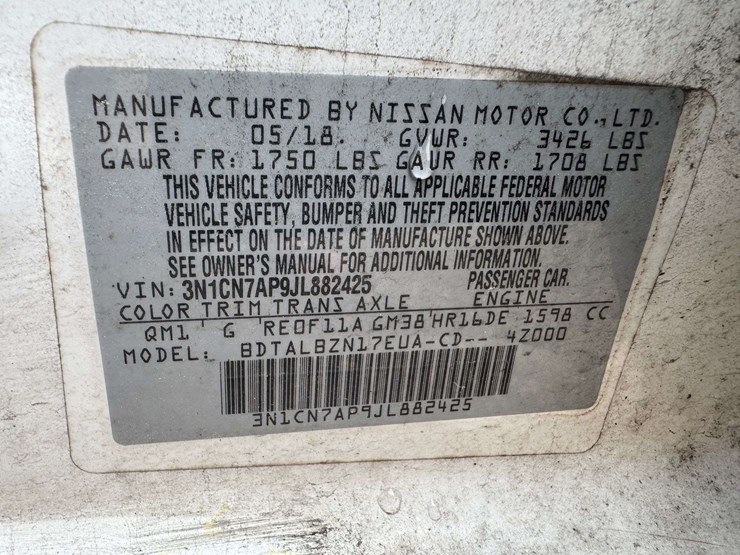 MANUFACTURED BY NISSAN MOTOR CO., LTD.
DATE: 05/18. GVWR: 3426 LBS
GAWR FR: 1750 LBS GAWR RR: 1708 LBS
THIS VEHICLE CONFORMS TO ALL APPLICABLE FEDERAL MOTOR
VEHICLE SAFETY, BUMPER AND THEFT PREVENTION STANDARDS
IN EFFECT ON THE DATE OF MANUFACTURE SHOWN ABOVE.
SEE OWNER'S MANUAL FOR ADDITIONAL INFORMATION.
VIN: 3N1CN7AP9JL882425 PASSENGER CAR.
COLOR TRIM TRANS AXLE ENGINE
QM1 G RE0F11A GM38 HR16DE 1598 CC
MODEL: BDTALBZN17EUA-CD-- 4Z000
3N1CN7AP9JL882425